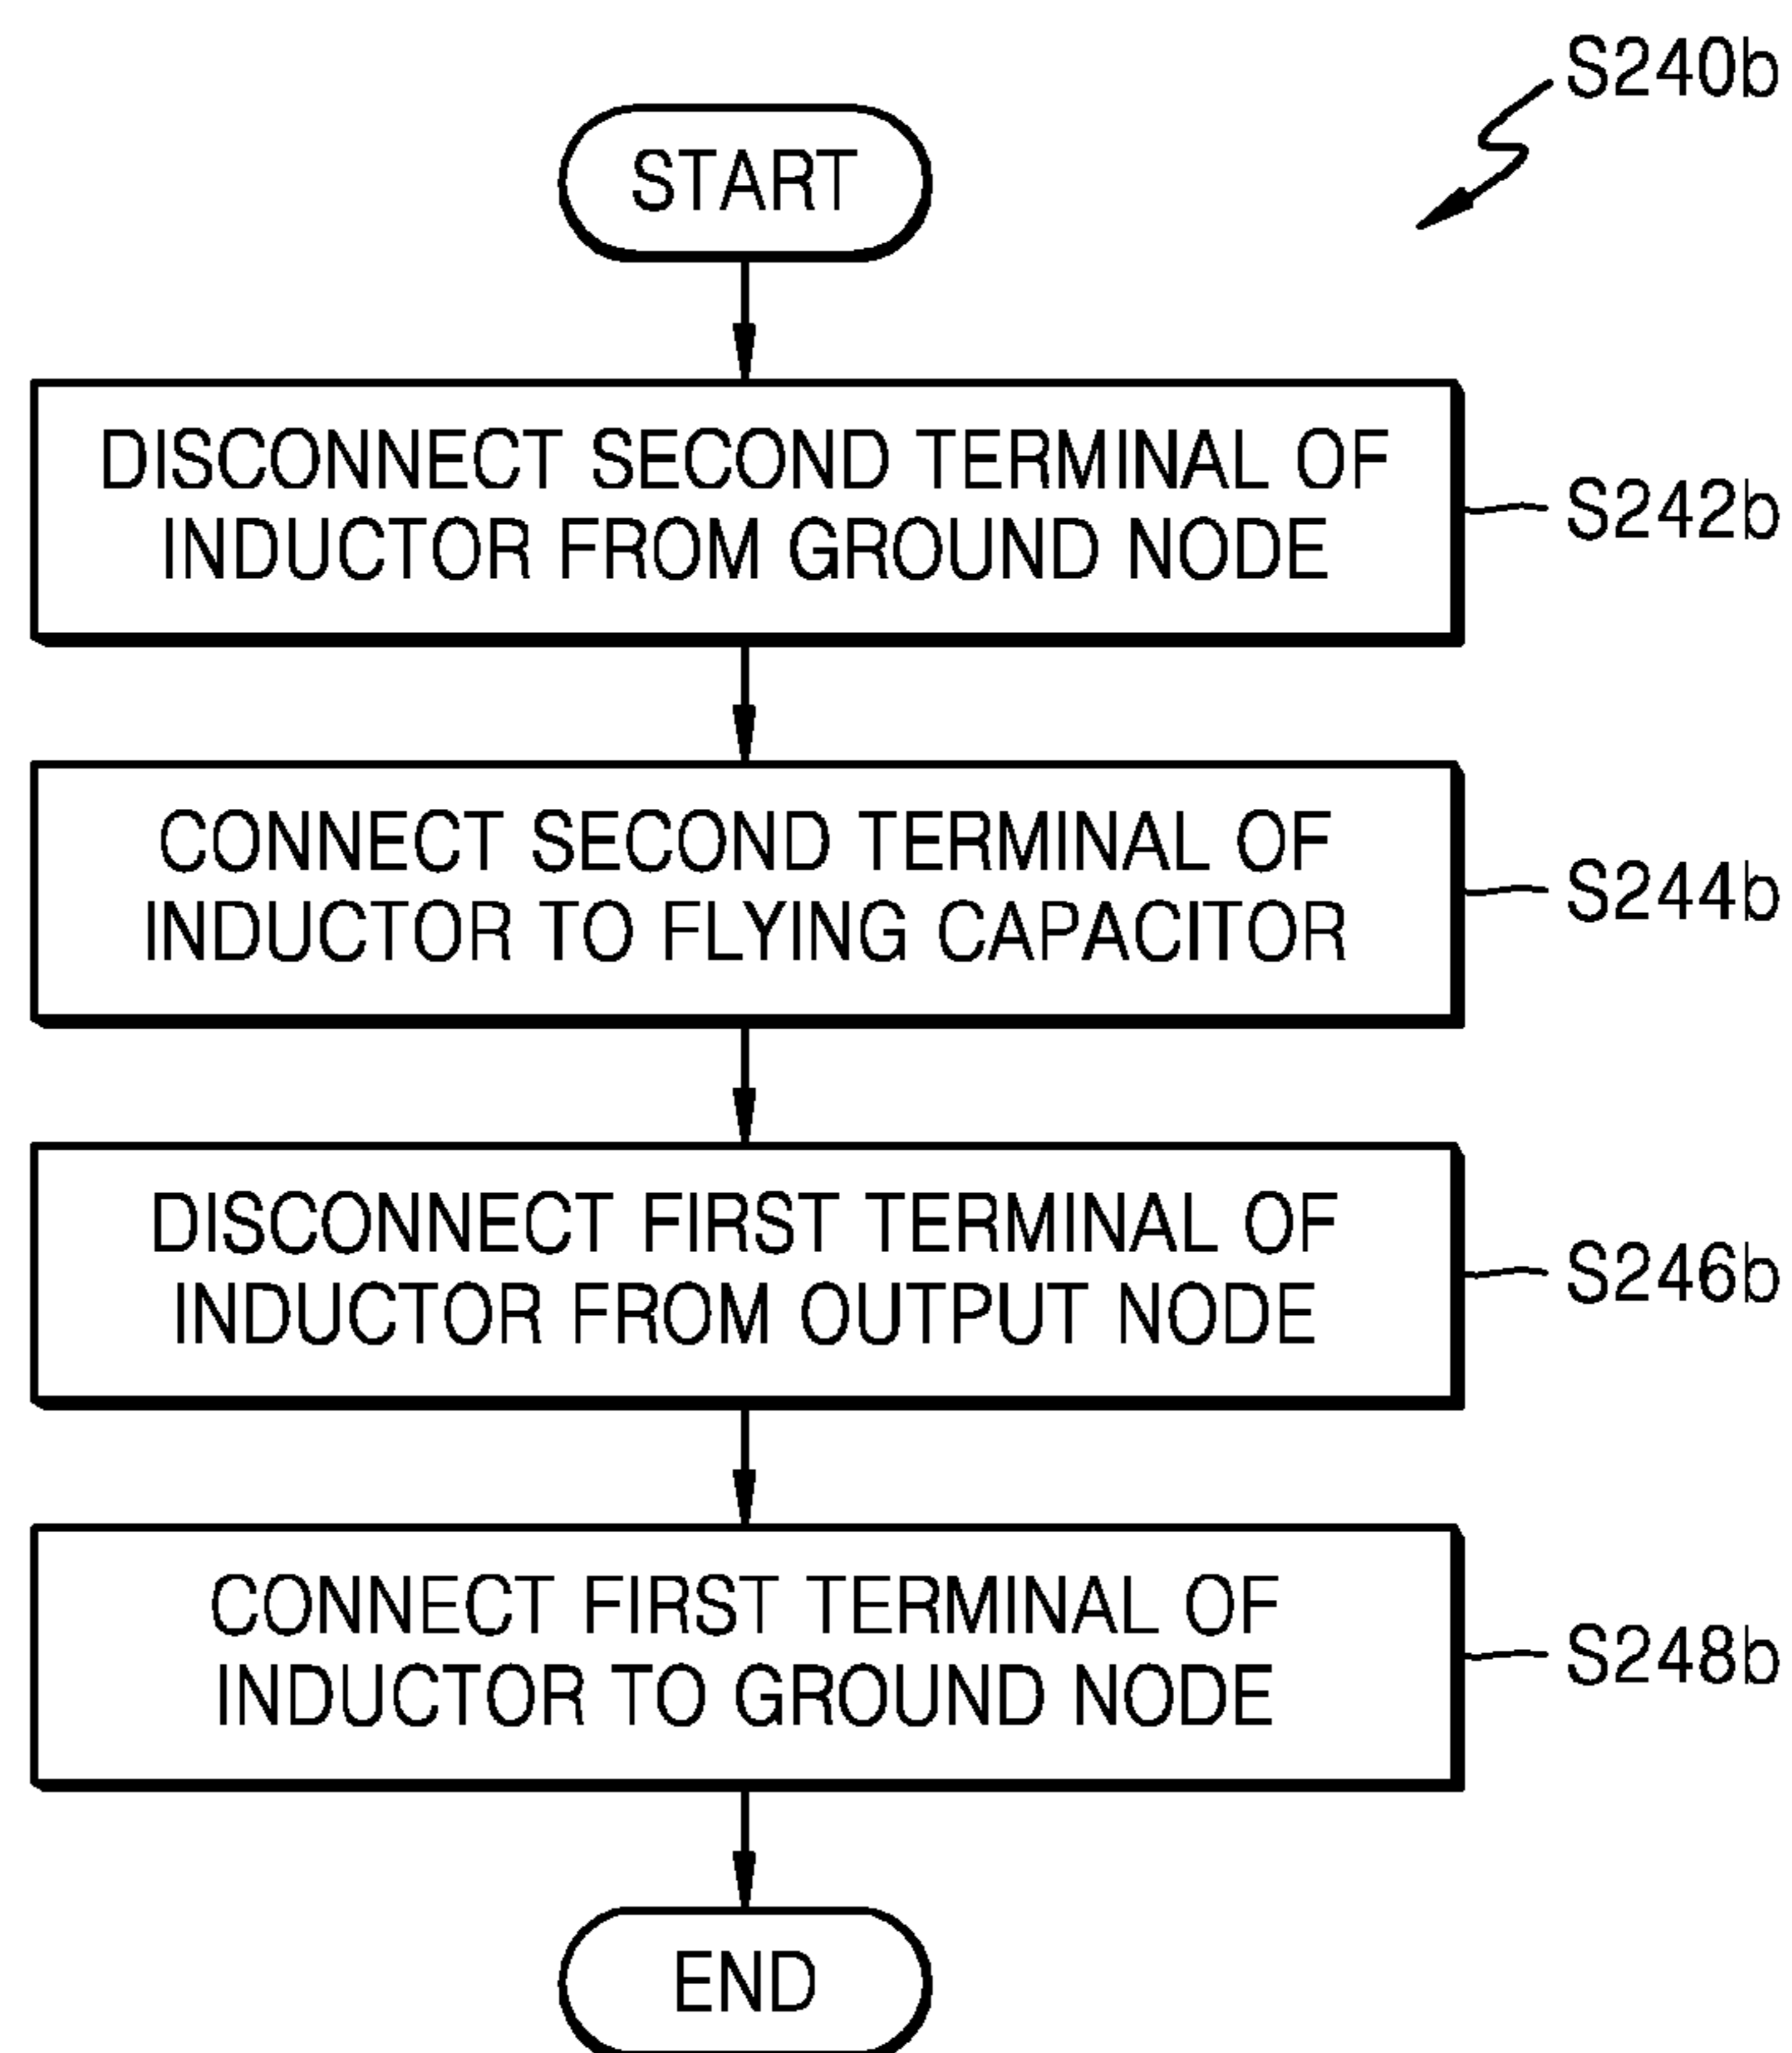 S240b
START
DISCONNECT SECOND TERMINAL OF
INDUCTOR FROM GROUND NODE
S242b
CONNECT SECOND TERMINAL OF
INDUCTOR TO FLYING CAPACITOR
S244b
DISCONNECT FIRST TERMINAL OF
INDUCTOR FROM OUTPUT NODE
S246b
CONNECT FIRST TERMINAL OF
INDUCTOR TO GROUND NODE
S248b
END